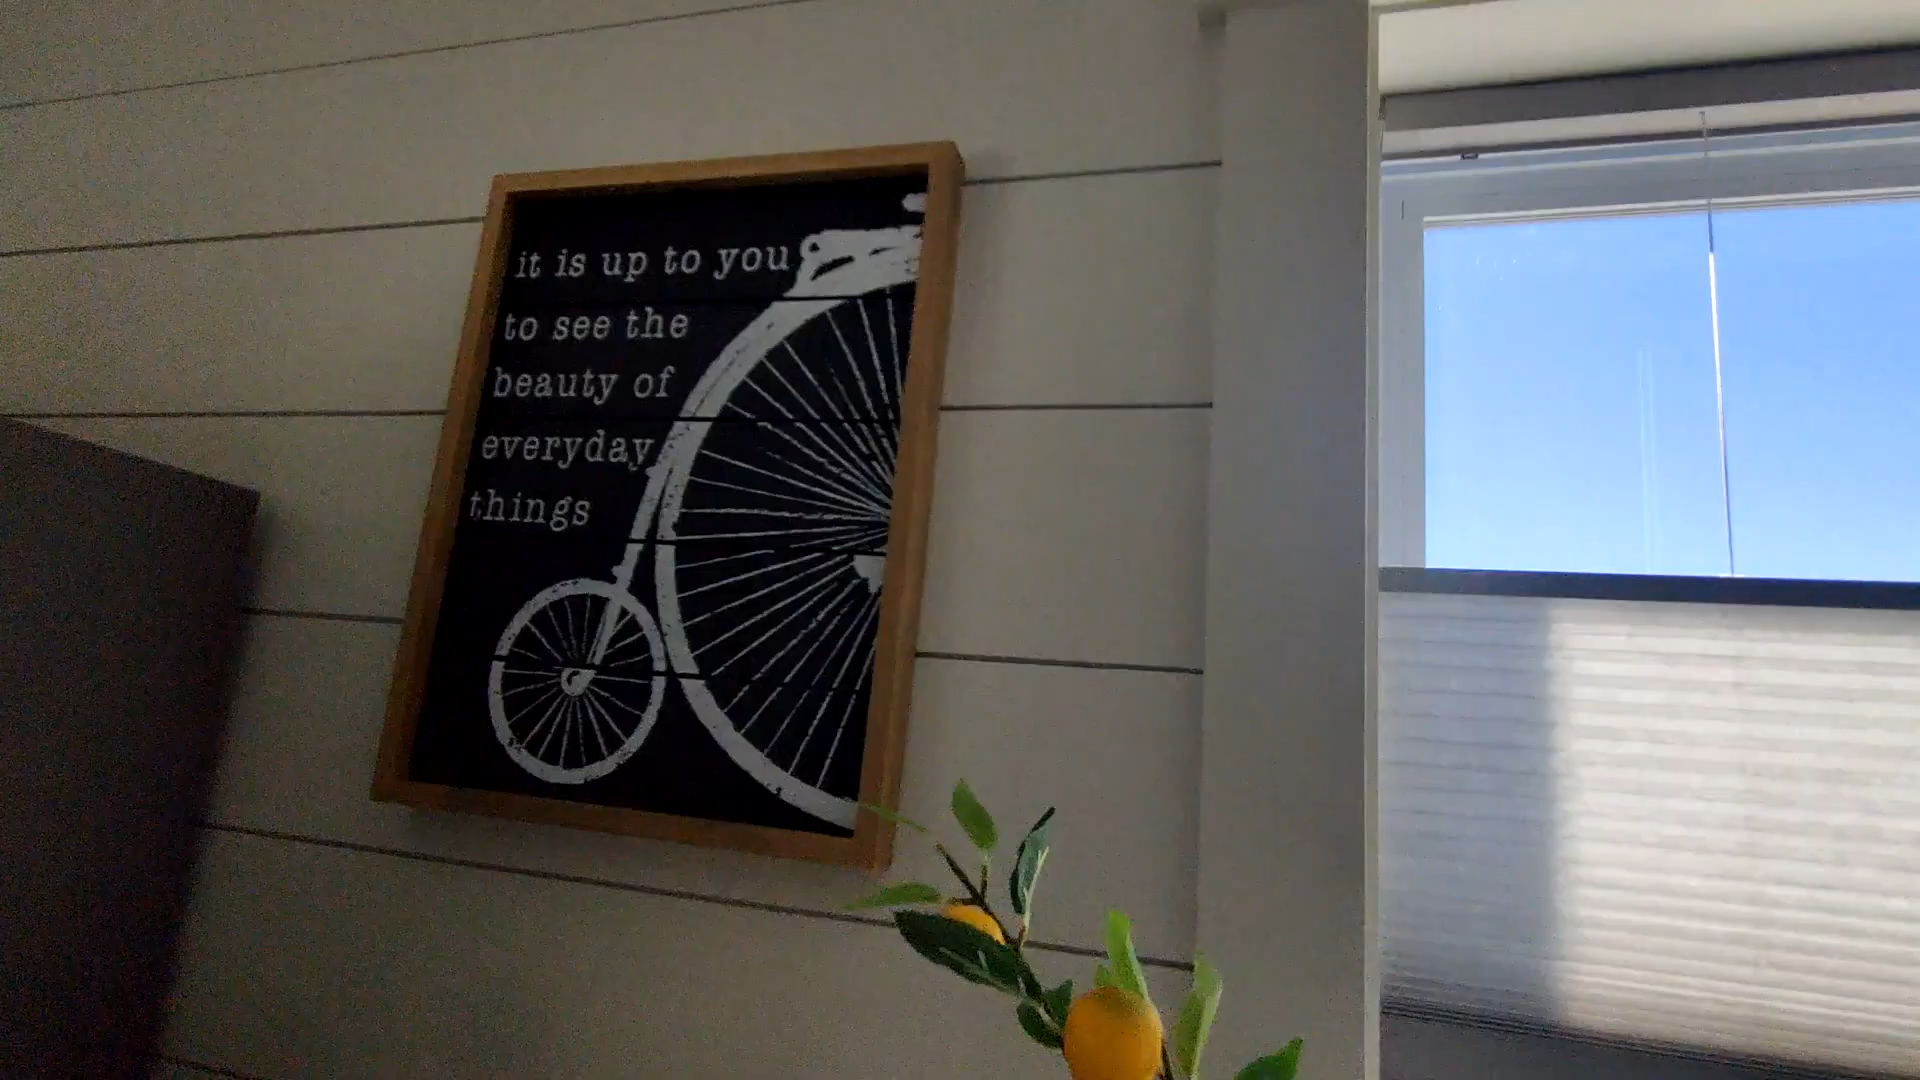 it is up to you
to see the
beauty of
everyday
things